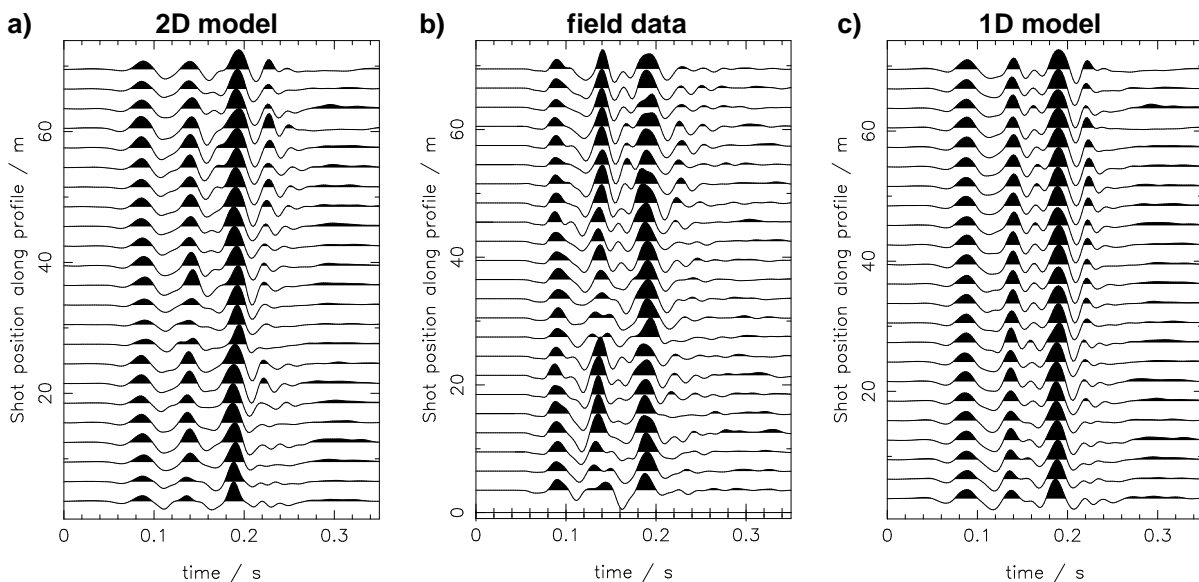 a) 2D model
Shot position along profile / m
60
40
20
0 0.1 0.2 0.3
time / s
b) field data
Shot position along profile / m
60
40
20
0
0 0.1 0.2 0.3
time / s
c) 1D model
Shot position along profile / m
60
40
20
0 0.1 0.2 0.3
time / s